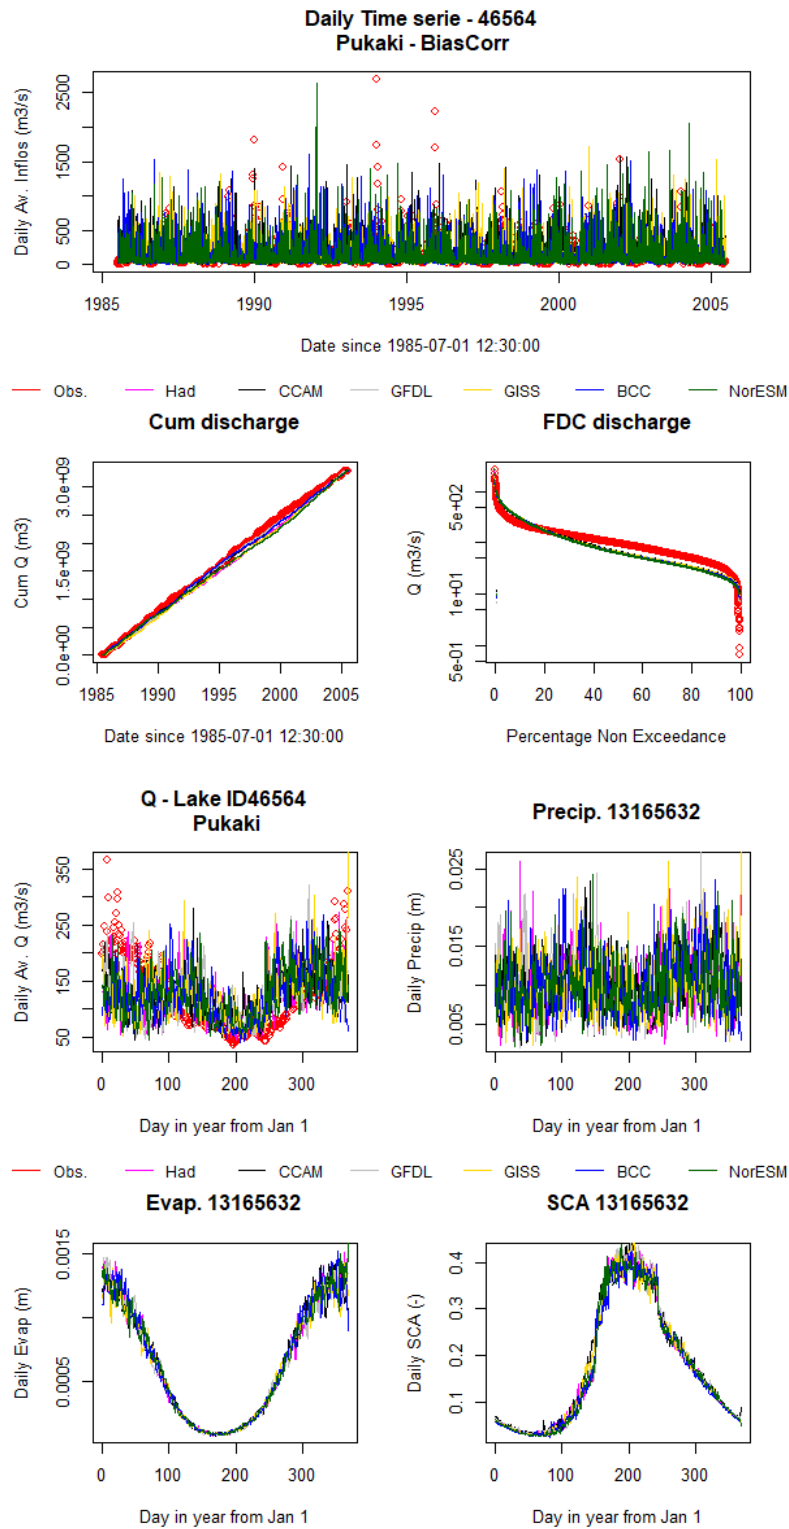 Daily Time serie - 46564
Pukaki - BiasCorr
Daily Av. Inflos (m3/s)
2500
1500
500
0
1985 1990 1995 2000 2005
Date since 1985-07-01 12:30:00
Obs. Had CCAM GFDL GISS BCC NorESM
Cum discharge FDC discharge
Cum Q (m3)
3.0e+09
1.5e+09
0.0e+00
1985 1990 1995 2000 2005
Date since 1985-07-01 12:30:00
Q (m3/s)
5e+02
1e+01
5e-01
0 20 40 60 80 100
Percentage Non Exceedance
Q - Lake ID46564
Pukaki
Daily Av. Q (m3/s)
350
250
150
50
0 100 200 300
Day in year from Jan 1
Precip. 13165632
Daily Precip (m)
0.025
0.015
0.005
0 100 200 300
Day in year from Jan 1
Obs. Had CCAM GFDL GISS BCC NorESM
Evap. 13165632
Daily Evap (m)
0.0015
0.0005
0 100 200 300
Day in year from Jan 1
SCA 13165632
Daily SCA (-)
0.4
0.3
0.2
0.1
0 100 200 300
Day in year from Jan 1